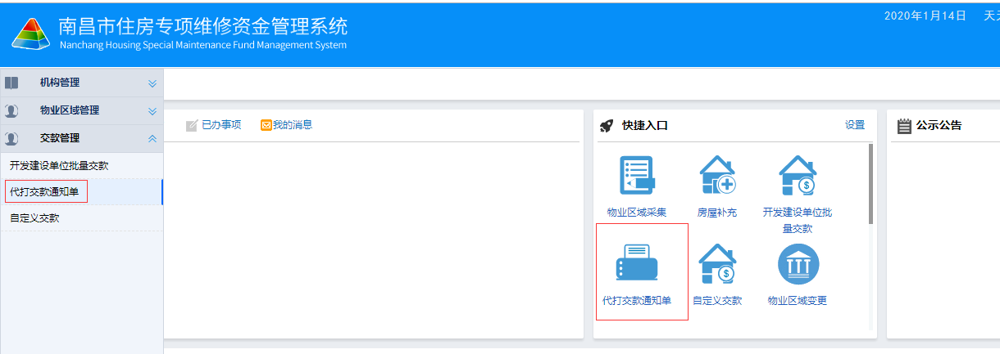 南昌市住房专项维修资金管理系统
Nanchang Housing Special Maintenance Fund Management System
2020年1月14日 天
机构管理
物业区域管理
交款管理
开发建设单位批量交款
代打交款通知单
自定义交款
已办事项 我的消息
快捷入口 设置
物业区域采集 房屋补充 开发建设单位批
量交款
代打交款通知单 自定义交款 物业区域变更
公示公告